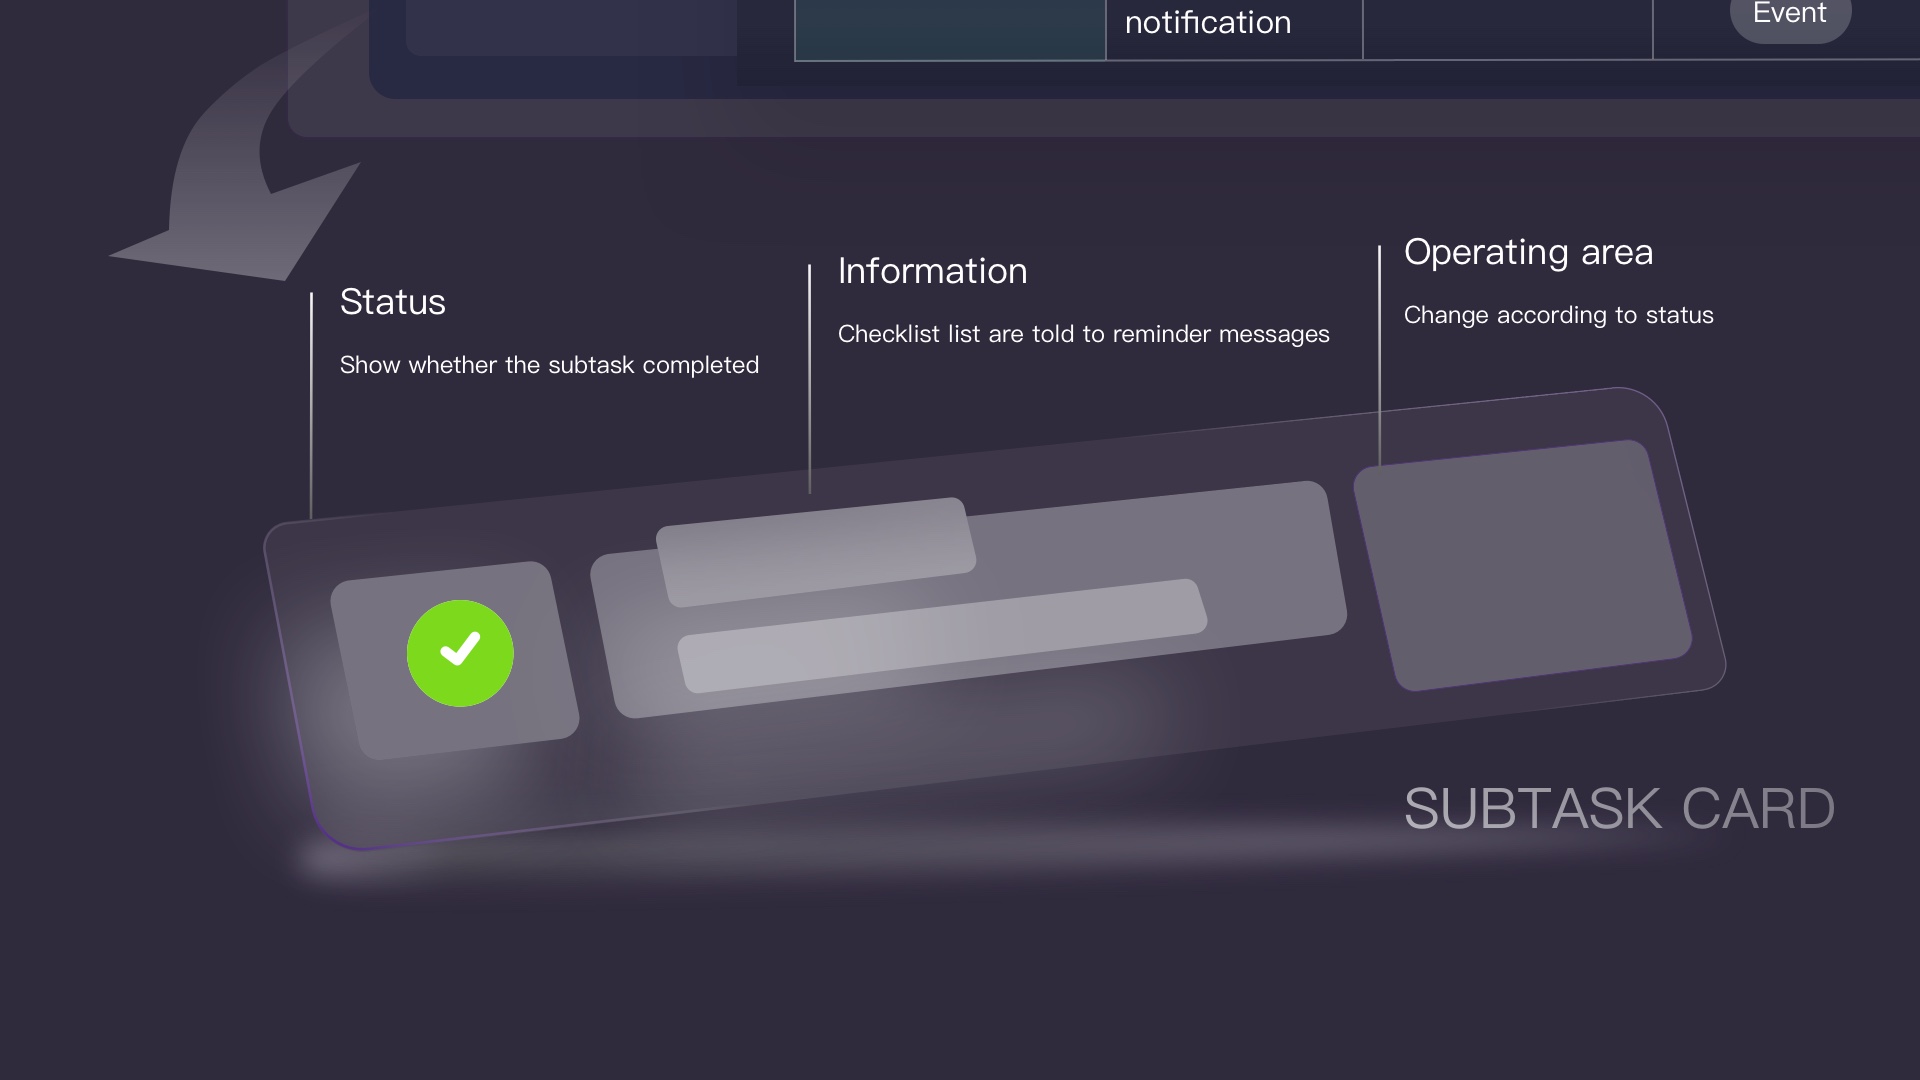 notification
Event
Status
Show whether the subtask completed
Information
Checklist list are told to reminder messages
Operating area
Change according to status
SUBTASK CARD